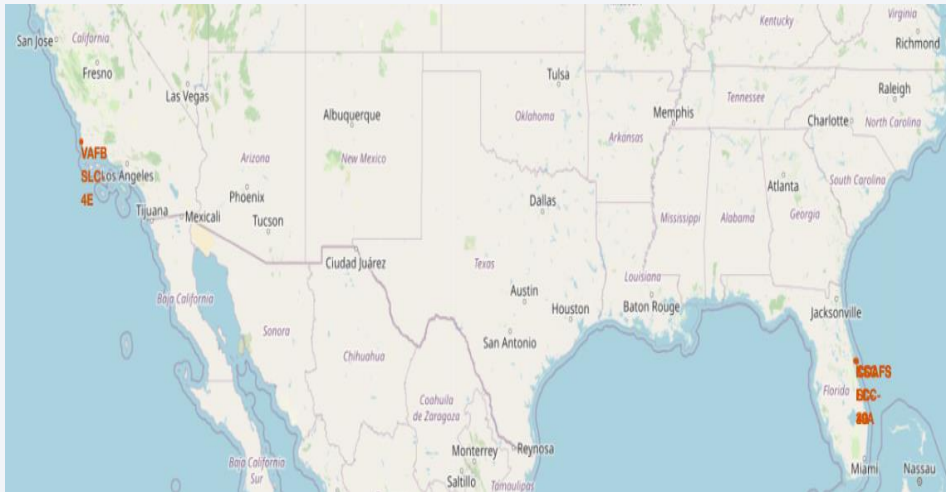 Kentucky
Virginia
California
San Jose
Richmond
Fresno
Tulsa
Las Vegas
Raleigh
Tennessee
Albuquerque
Oklahoma
Memphis
Charlotte
North Carolina
Arkansas
VAFB
SLC-
4E
Los Angeles
Arizona
New Mexico
South Carolina
Phoenix
Atlanta
Dallas
Tijuana
Mexicali
Tucson
Mississippi
Alabama
Georgia
Ciudad Juárez
Texas
Louisiana
Austin
Baton Rouge
Baja California
Houston
Jacksonville
Sonora
San Antonio
Chihuahua
Florida
Coahuila
de Zaragoza
Monterrey
Reynosa
Baja California
Sur
Saltillo
Tamaulipas
Miami
Nassau